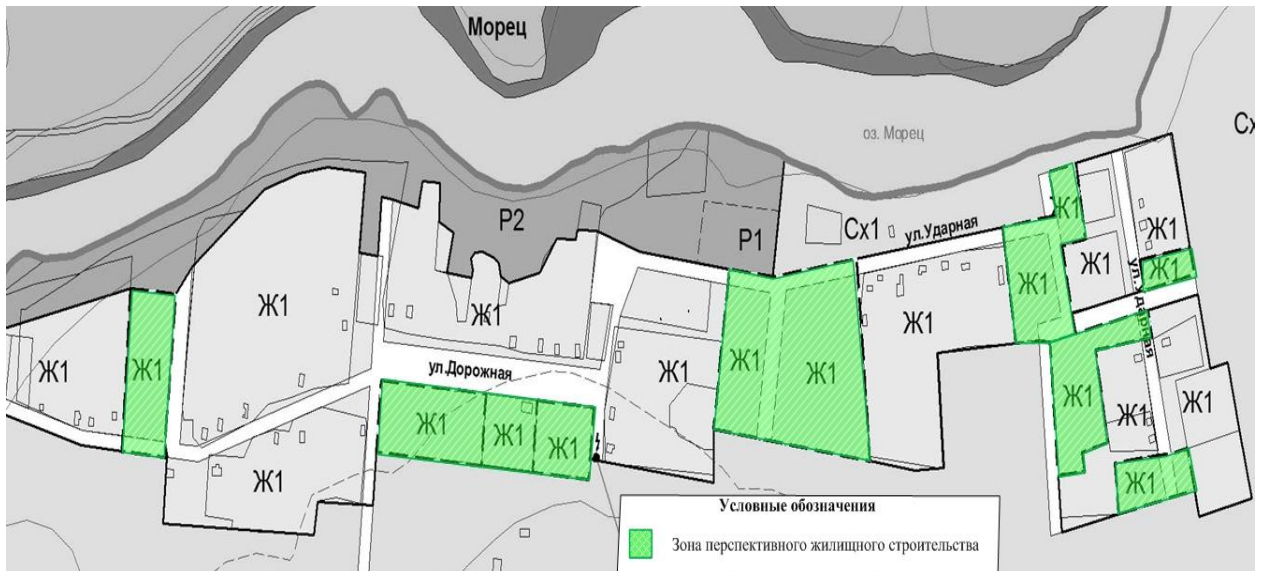 Морец
оз. Морец
Сх
Р2
Р1
Сх1
ул.Ударная
Ж1
Ж1
Ж1
Ж1
Ж1
Ж1
Ж1
ул.Ударная
Ж1
Ж1
Ж1
Ж1
Ж1
Ж1
Ж1
ул.Дорожная
Ж1
Ж1
Ж1
Ж1
Ж1
Ж1
Ж1
Ж1
Условные обозначения
Зона перспективного жилищного строительства